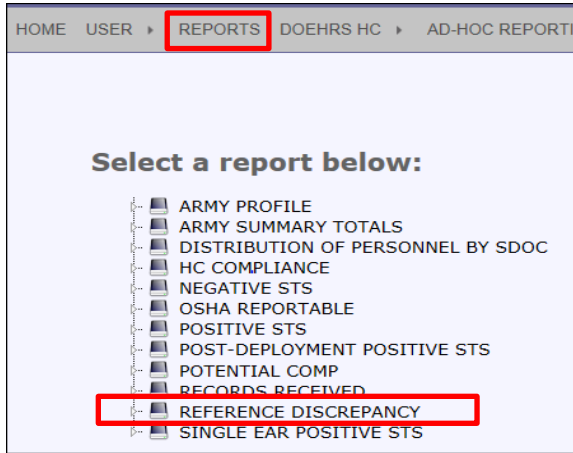 HOME USER REPORTS DOEHRS HC AD-HOC REPORTI
Select a report below:
ARMY PROFILE
ARMY SUMMARY TOTALS
DISTRIBUTION OF PERSONNEL BY SDOC
HC COMPLIANCE
NEGATIVE STS
OSHA REPORTABLE
POSITIVE STS
POST-DEPLOYMENT POSITIVE STS
POTENTIAL COMP
RECORDS RECEIVED
REFERENCE DISCREPANCY
SINGLE EAR POSITIVE STS